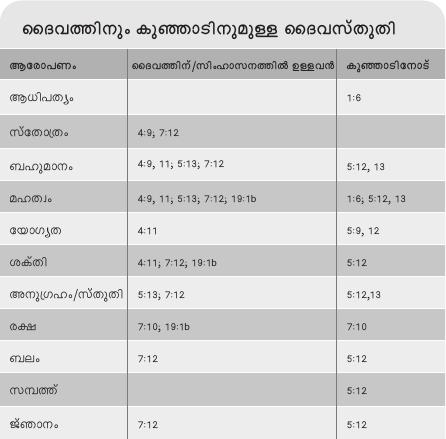 ദൈവത്തിനും കുഞ്ഞാടിനുമുള്ള ദൈവസ്തുതി
ആരോപണം ദൈവത്തിന്/സിംഹാസനത്തിൽ ഉള്ളവൻ കുഞ്ഞാടിനോട്
ആധിപത്യം 1:6
സ്തോത്രം 4:9; 7:12
ബഹുമാനം 4:9, 11; 5:13; 7:12 5:12, 13
മഹത്വം 4:9, 11; 5:13; 7:12; 19:1b 1:6; 5:12, 13
യോഗ്യത 4:11 5:9, 12
ശക്തി 4:11; 7:12; 19:1b 5:12
അനുഗ്രഹം/സ്തുതി 5:13; 7:12 5:12,13
രക്ഷ 7:10; 19:1b 7:10
ബലം 7:12 5:12
സമ്പത്ത് 5:12
ജ്ഞാനം 7:12 5:12